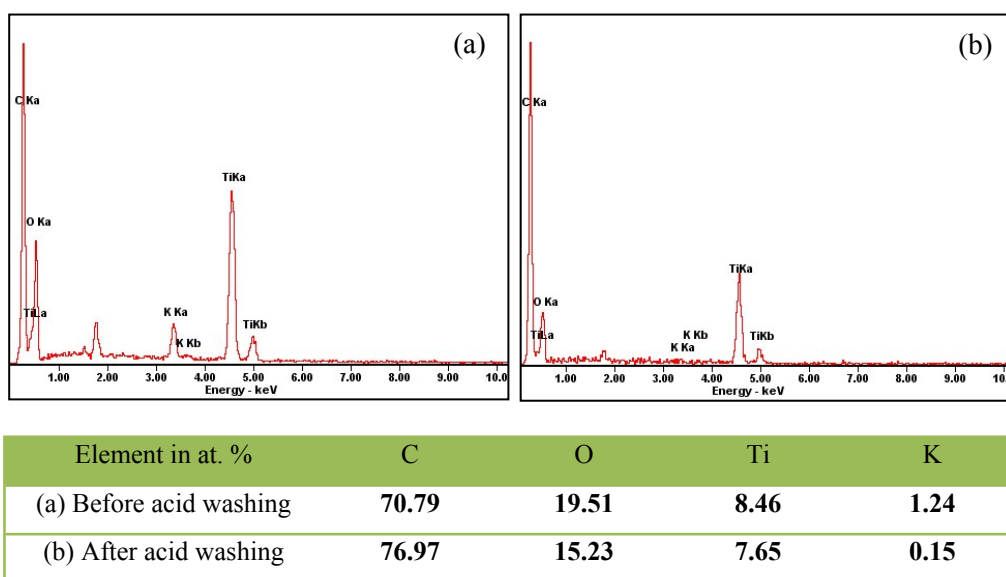 (a)
C Ka
O Ka
TiLa
K Ka
K Kb
TiKa
TiKb
1.00 2.00 3.00 4.00 5.00 6.00 7.00 8.00 9.00 10.0
Energy - keV
(b)
C Ka
O Ka
TiLa
K Kb
K Ka
TiKa
TiKb
1.00 2.00 3.00 4.00 5.00 6.00 7.00 8.00 9.00 10.
Energy - keV
Element in at. % C O Ti K
(a) Before acid washing 70.79 19.51 8.46 1.24
(b) After acid washing 76.97 15.23 7.65 0.15